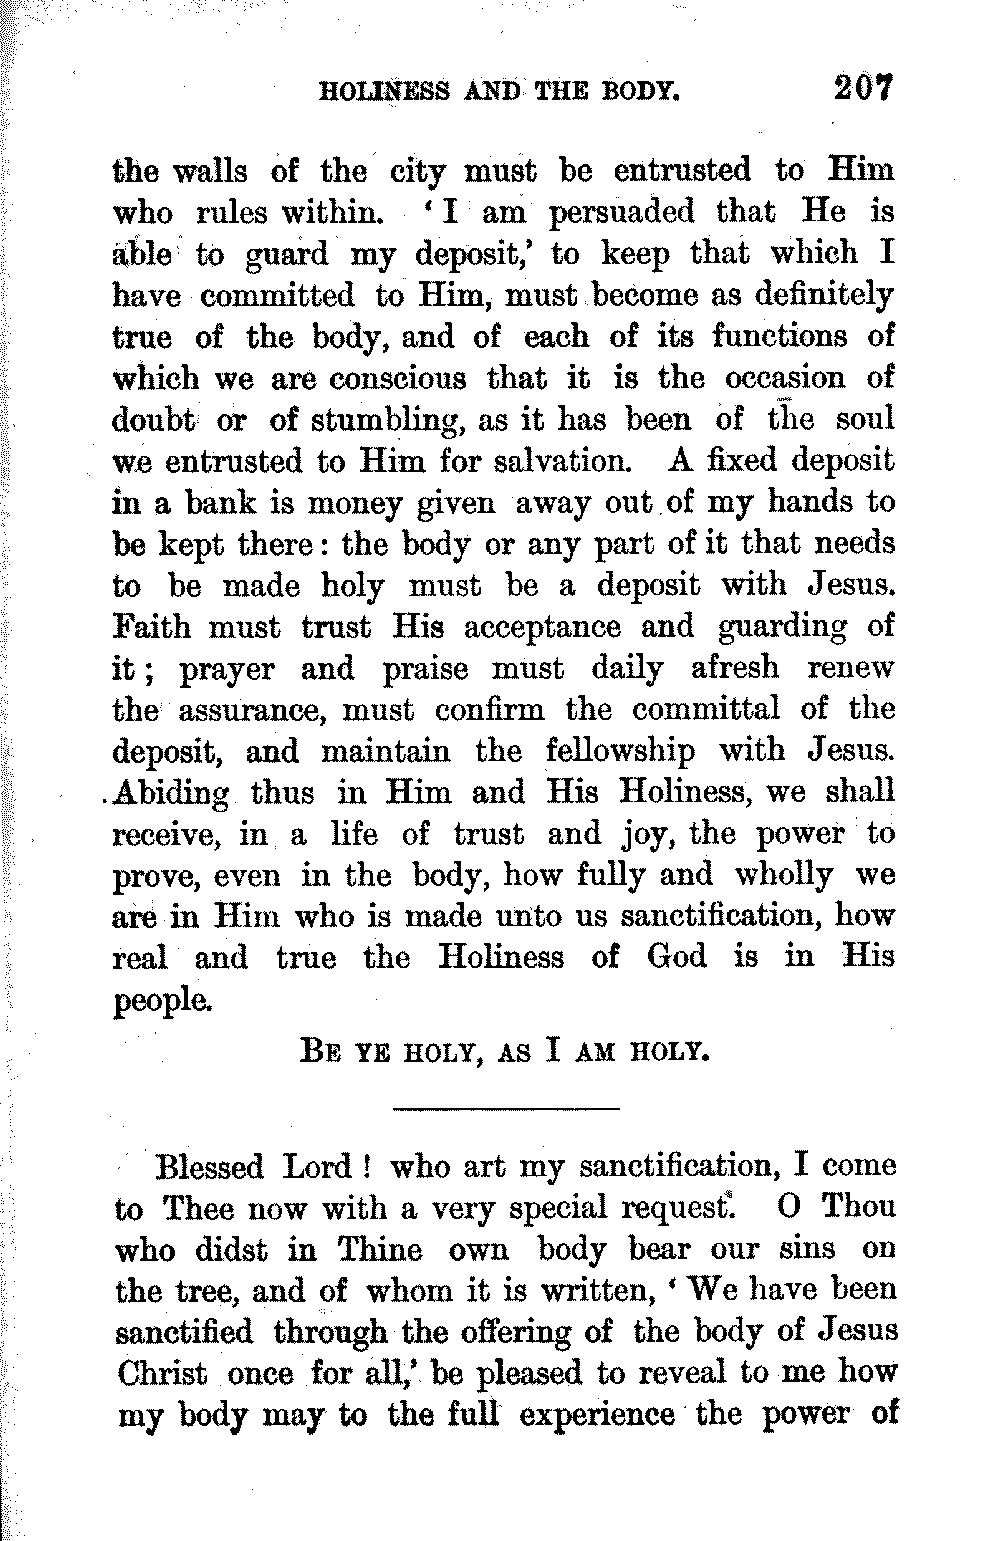 HOLINESS AND THE BODY. 207
the walls of the city must be entrusted to Him
who rules within. ‘I am persuaded that He is
able to guard my deposit,’ to keep that which I
have committed to Him, must become as definitely
true of the body, and of each of its functions of
which we are conscious that it is the occasion of
doubt or of stumbling, as it has been of the soul
we entrusted to Him for salvation. A fixed deposit
in a bank is money given away out of my hands to
be kept there: the body or any part of it that needs
to be made holy must be a deposit with Jesus.
Faith must trust His acceptance and guarding of
it; prayer and praise must daily afresh renew
the assurance, must confirm the committal of the
deposit, and maintain the fellowship with Jesus.
Abiding thus in Him and His Holiness, we shall
receive, in a life of trust and joy, the power to
prove, even in the body, how fully and wholly we
are in Him who is made unto us sanctification, how
real and true the Holiness of God is in His
people.
BE YE HOLY, AS I AM HOLY.
Blessed Lord! who art my sanctification, I come
to Thee now with a very special request. O Thou
who didst in Thine own body bear our sins on
the tree, and of whom it is written, ‘We have been
sanctified through the offering of the body of Jesus
Christ once for all,’ be pleased to reveal to me how
my body may to the full experience the power of